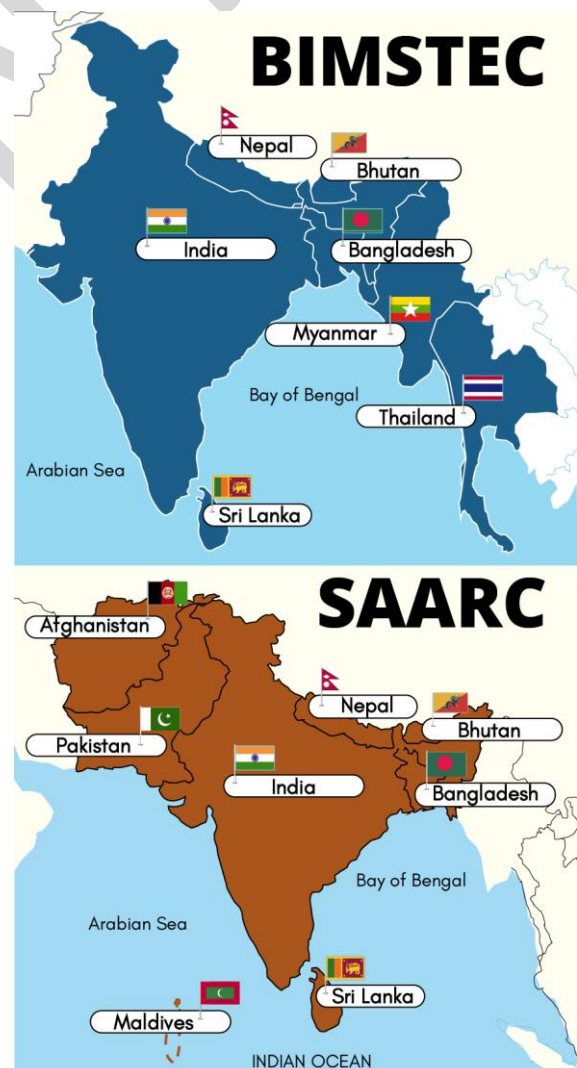 BIMSTEC
Nepal
Bhutan
India
Bangladesh
Myanmar
Bay of Bengal
Thailand
Arabian Sea
Sri Lanka
SAARC
Afghanistan
Nepal
Bhutan
Pakistan
India
Bangladesh
Bay of Bengal
Arabian Sea
Sri Lanka
Maldives
INDIAN OCEAN